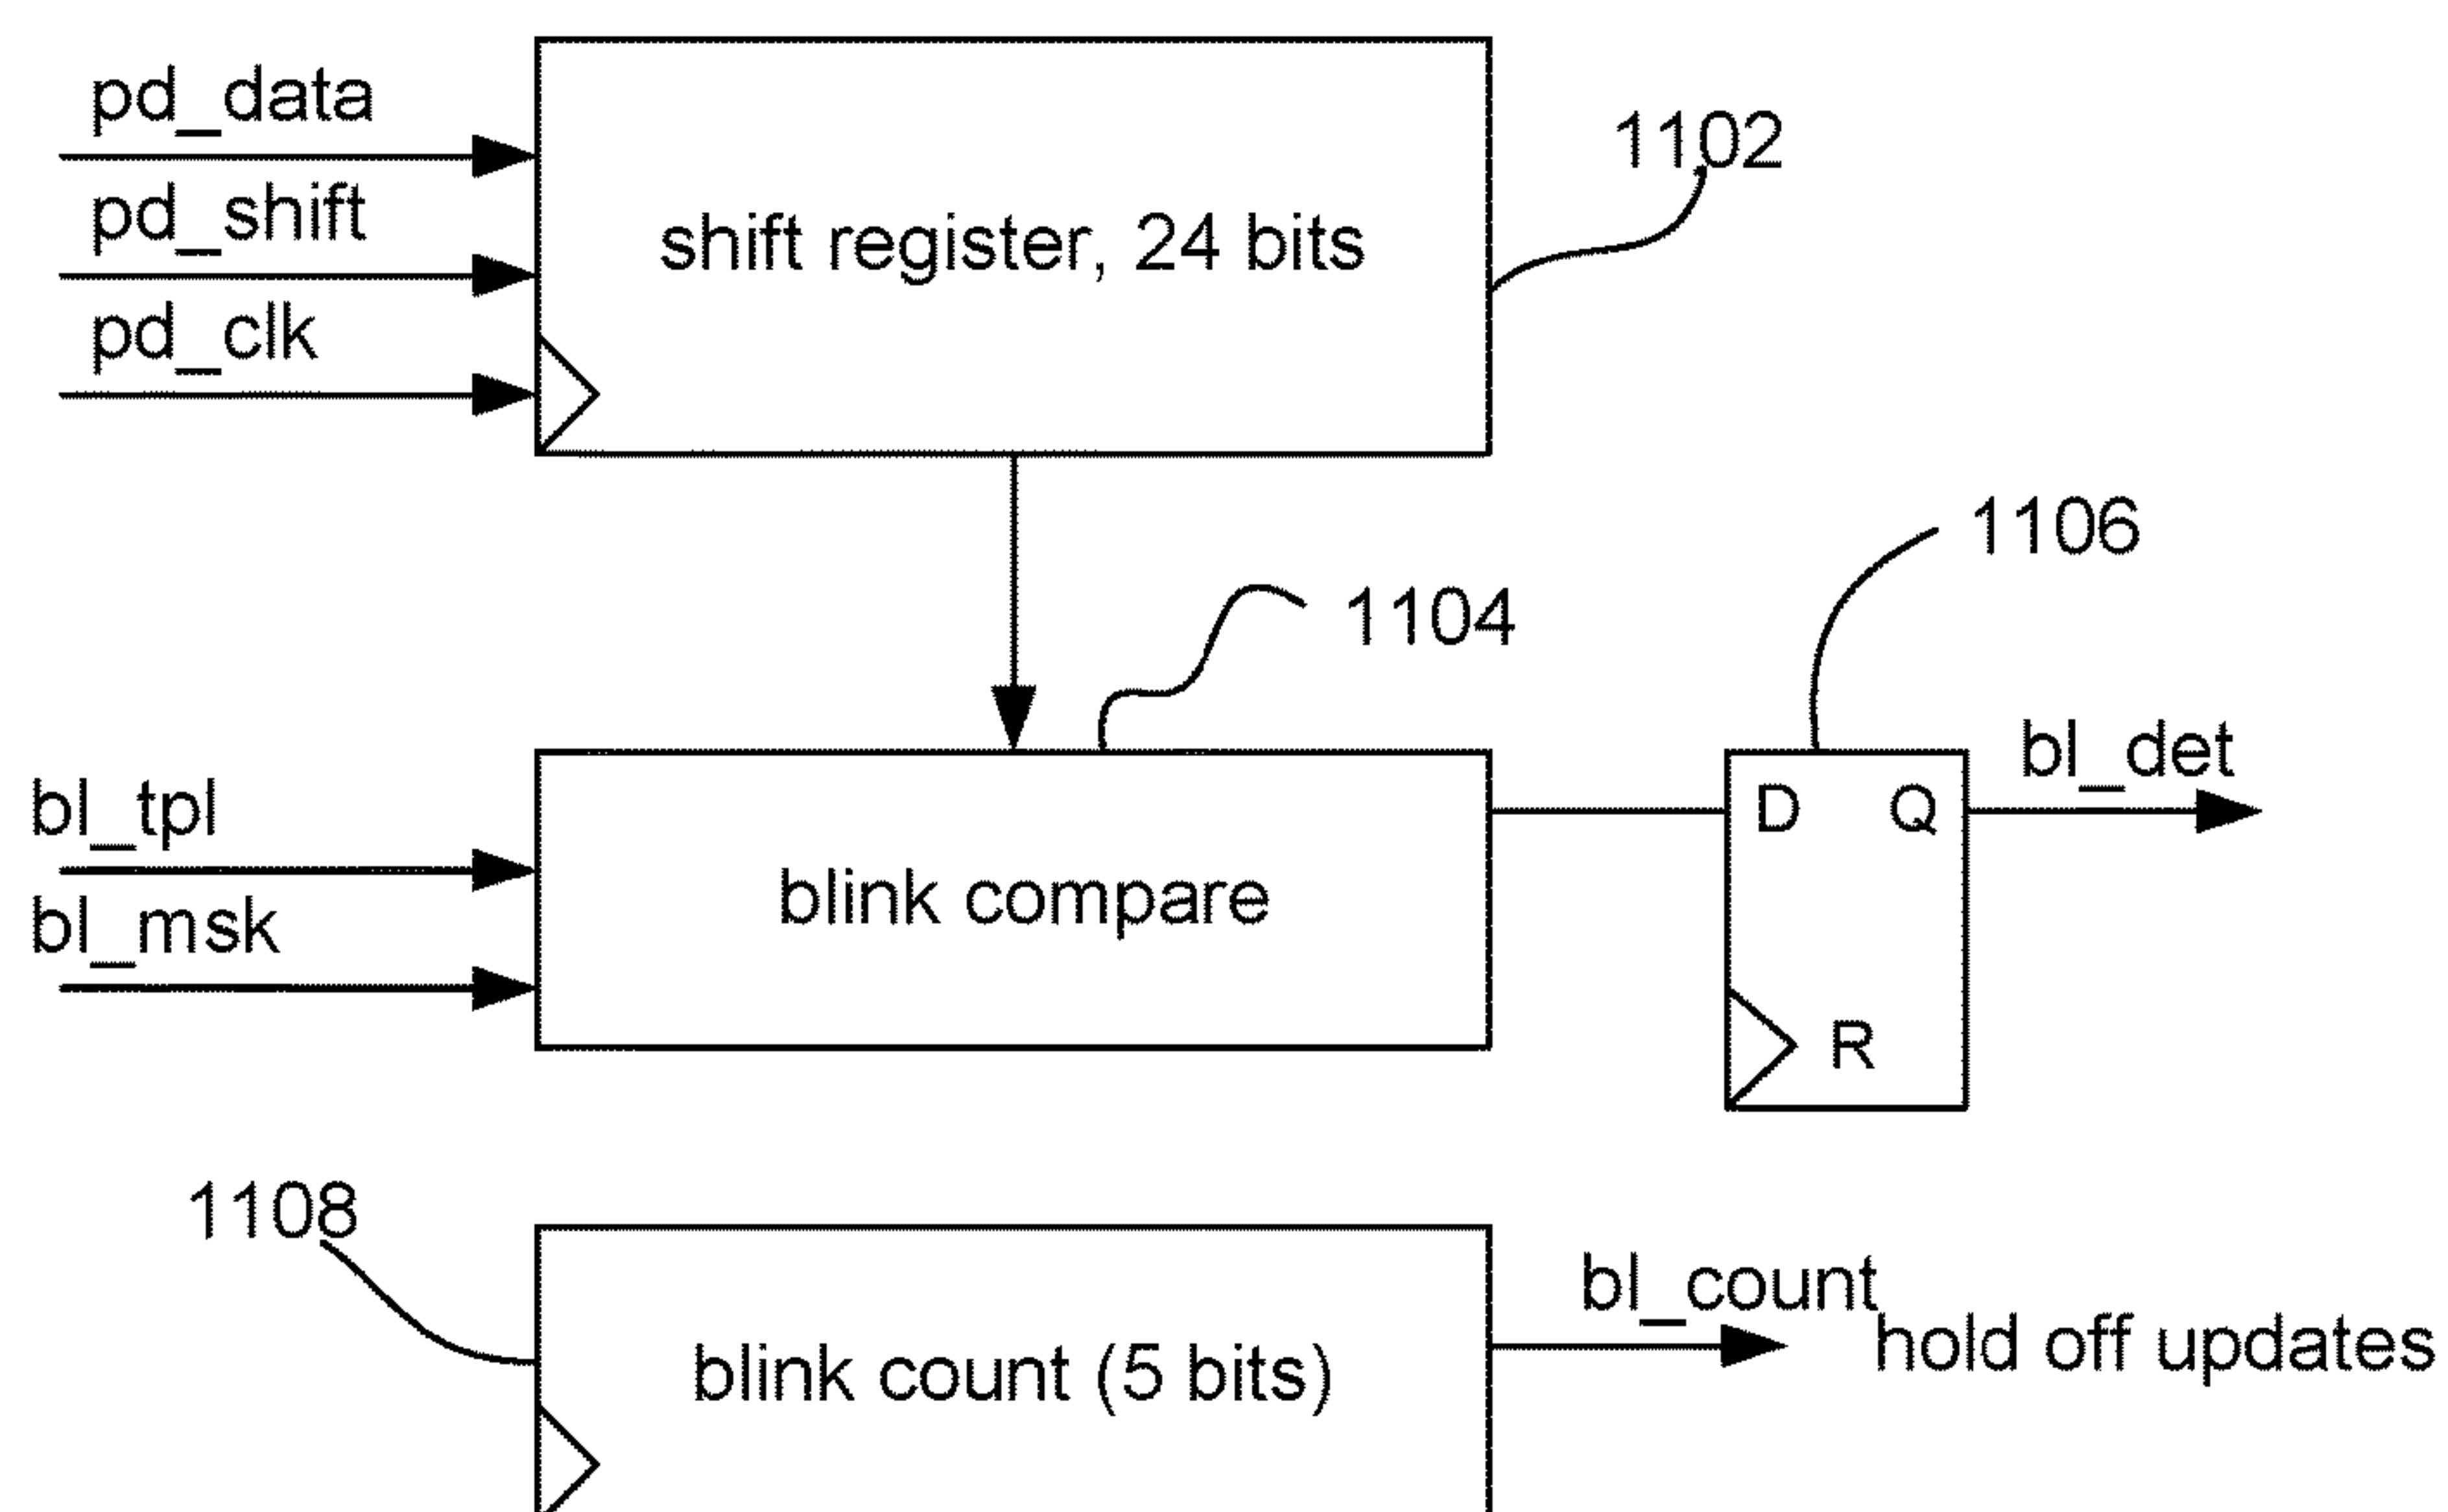 pd_data
pd_shift
pd_clk
shift register, 24 bits
1102
1104
1106
bl_tpl
bl_msk
blink compare
D Q
R
bl_det
1108
blink count (5 bits)
bl_count
hold off updates